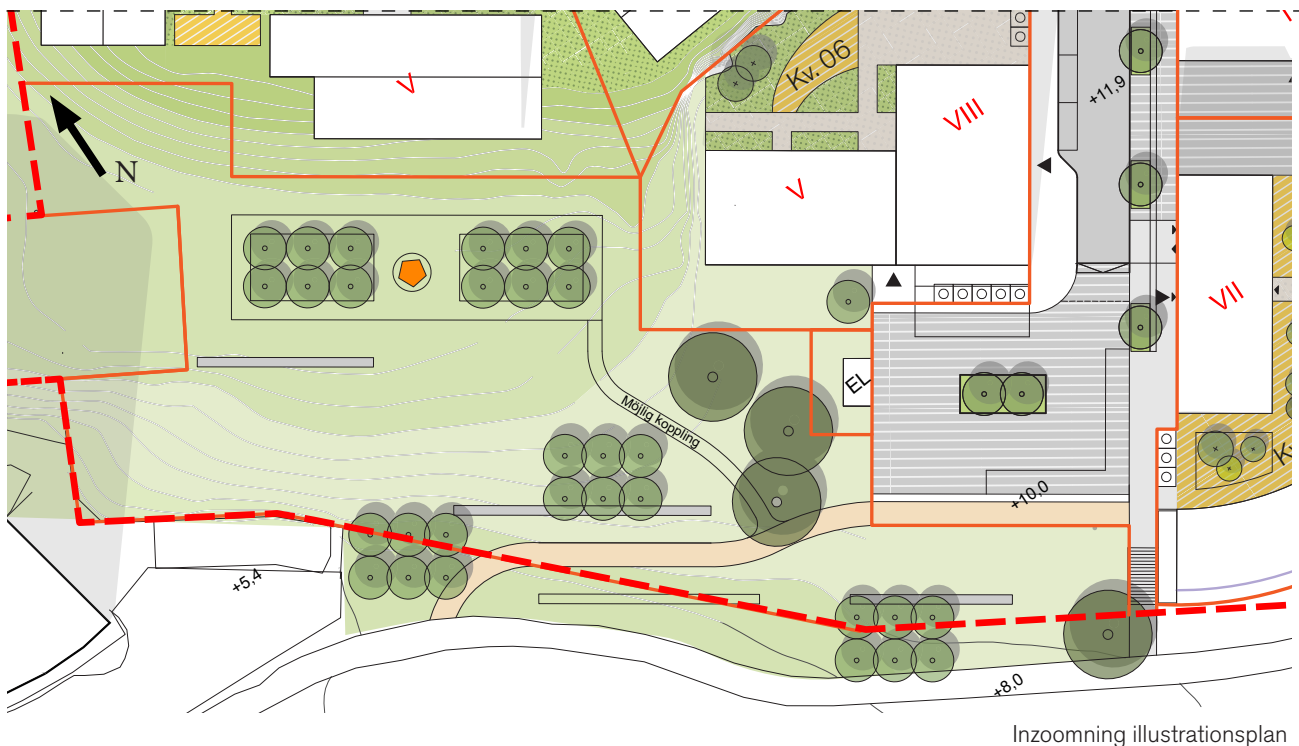 V
Kv. 06
VIII
+11,9
N
V
VII
EL
Möjlig koppling
+10,0
+5,4
+8,0
Inzoomning illustrationsplan